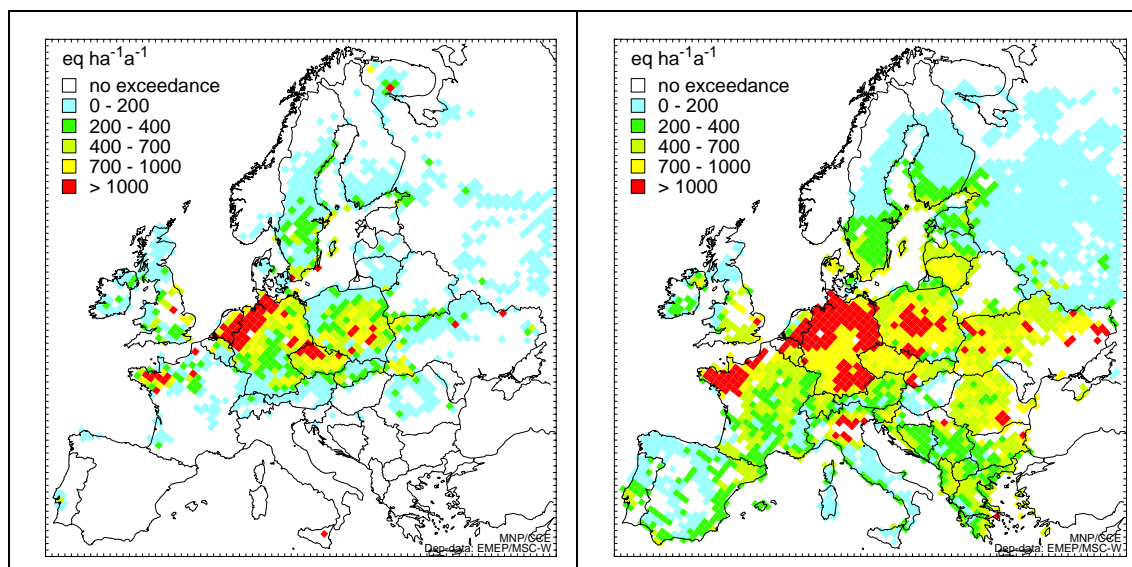 eq ha⁻¹a⁻¹
no exceedance
0 - 200
200 - 400
400 - 700
700 - 1000
> 1000
MNP/CCE
Dep-data: EMEP/MSC-W
eq ha⁻¹a⁻¹
no exceedance
0 - 200
200 - 400
400 - 700
700 - 1000
> 1000
MNP/CCE
Dep-data: EMEP/MSC-W